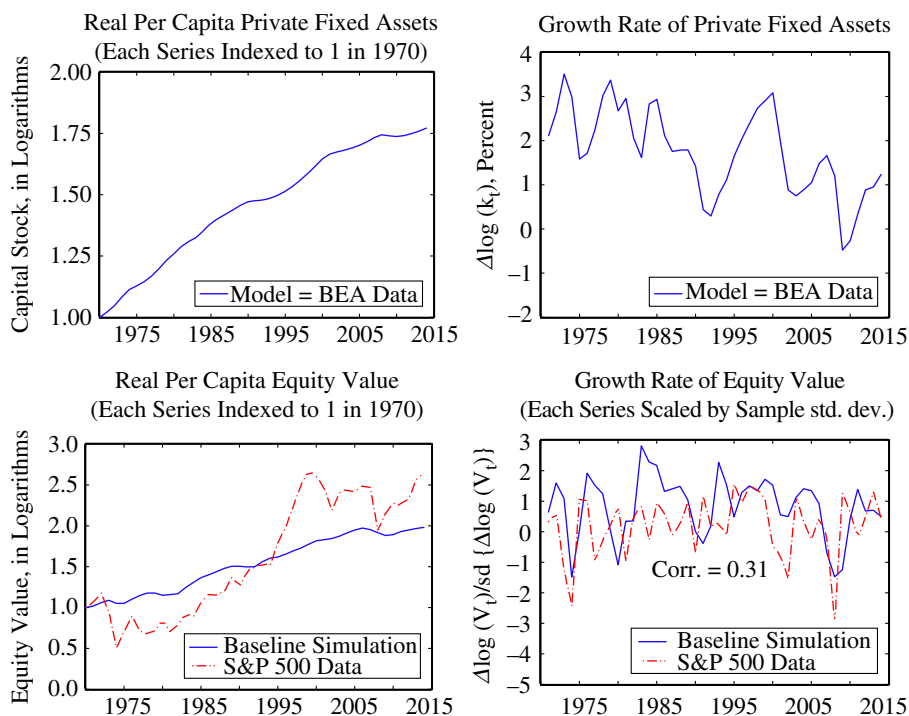 Real Per Capita Private Fixed Assets
(Each Series Indexed to 1 in 1970)
Capital Stock, in Logarithms
2.00
1.75
1.50
1.25
1.00
Model = BEA Data
1975 1985 1995 2005 2015
Growth Rate of Private Fixed Assets
Δlog (k_t), Percent
4
3
2
1
0
−1
−2
Model = BEA Data
1975 1985 1995 2005 2015
Real Per Capita Equity Value
(Each Series Indexed to 1 in 1970)
Equity Value, in Logarithms
3.0
2.5
2.0
1.5
1.0
0.5
0.0
Baseline Simulation
S&P 500 Data
1975 1985 1995 2005 2015
Growth Rate of Equity Value
(Each Series Scaled by Sample std. dev.)
Δlog (V_t)/sd {Δlog (V_t)}
3
2
1
0
−1
−2
−3
−4
−5
Corr. = 0.31
Baseline Simulation
S&P 500 Data
1975 1985 1995 2005 2015